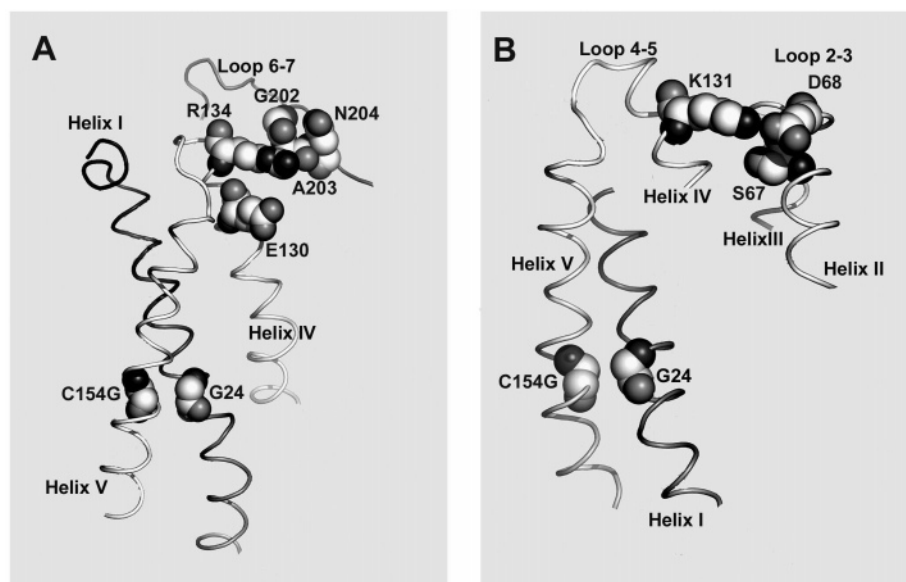 A
Loop 6-7
G202
R134
N204
Helix I
A203
E130
Helix IV
C154G
G24
Helix V
B
Loop 4-5
Loop 2-3
K131
D68
Helix IV
S67
HelixIII
Helix V
Helix II
C154G
G24
Helix I